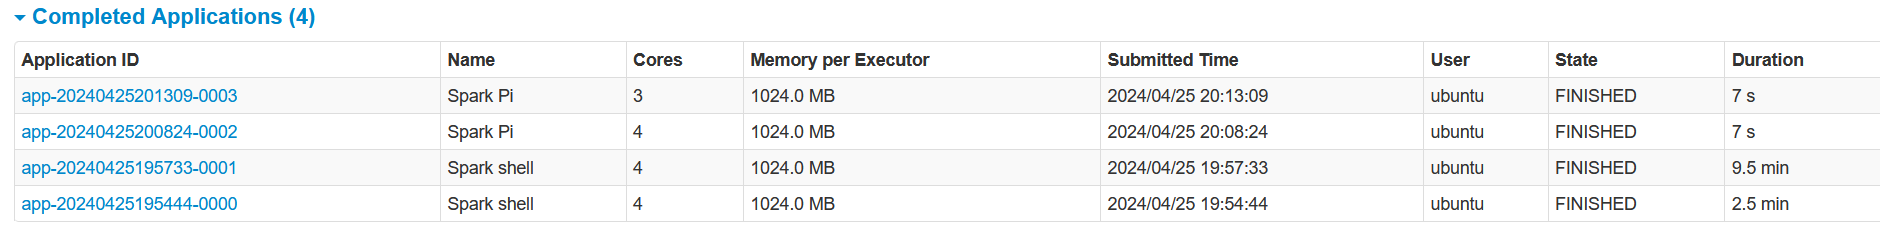 Completed Applications (4)
Application ID Name Cores Memory per Executor Submitted Time User State Duration
app-20240425201309-0003 Spark Pi 3 1024.0 MB 2024/04/25 20:13:09 ubuntu FINISHED 7 s
app-20240425200824-0002 Spark Pi 4 1024.0 MB 2024/04/25 20:08:24 ubuntu FINISHED 7 s
app-20240425195733-0001 Spark shell 4 1024.0 MB 2024/04/25 19:57:33 ubuntu FINISHED 9.5 min
app-20240425195444-0000 Spark shell 4 1024.0 MB 2024/04/25 19:54:44 ubuntu FINISHED 2.5 min